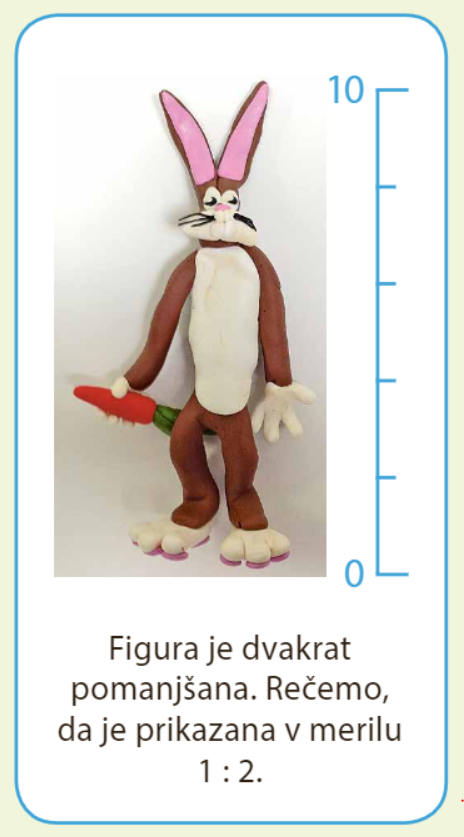 10
0
Figura je dvakrat
pomanjšana. Rečemo,
da je prikazana v merilu
1 : 2.